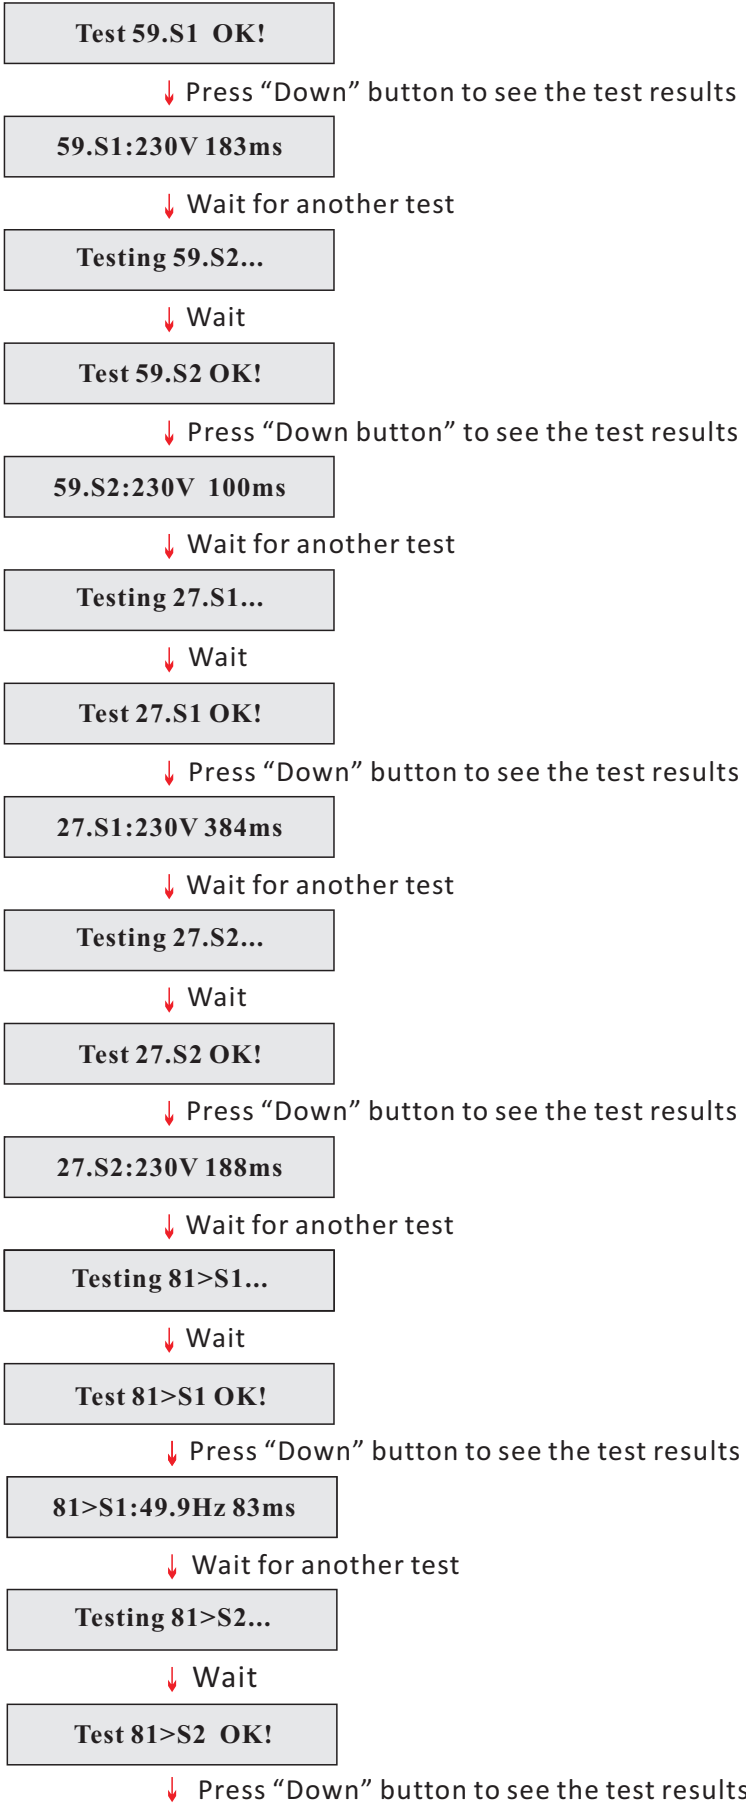 Test 59.S1 OK!
Press “Down” button to see the test results
59.S1:230V 183ms
Wait for another test
Testing 59.S2...
Wait
Test 59.S2 OK!
Press “Down button” to see the test results
59.S2:230V 100ms
Wait for another test
Testing 27.S1...
Wait
Test 27.S1 OK!
Press “Down” button to see the test results
27.S1:230V 384ms
Wait for another test
Testing 27.S2...
Wait
Test 27.S2 OK!
Press “Down” button to see the test results
27.S2:230V 188ms
Wait for another test
Testing 81>S1...
Wait
Test 81>S1 OK!
Press “Down” button to see the test results
81>S1:49.9Hz 83ms
Wait for another test
Testing 81>S2...
Wait
Test 81>S2 OK!
Press “Down” button to see the test results